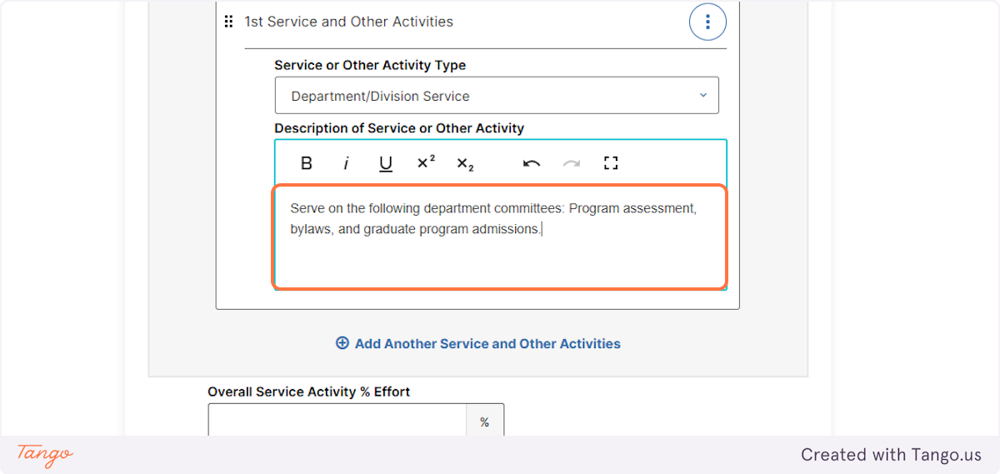 1st Service and Other Activities
Service or Other Activity Type
Department/Division Service
Description of Service or Other Activity
B i U x² x₂
Serve on the following department committees: Program assessment,
bylaws, and graduate program admissions.
Add Another Service and Other Activities
Overall Service Activity % Effort
%
Tango
Created with Tango.us